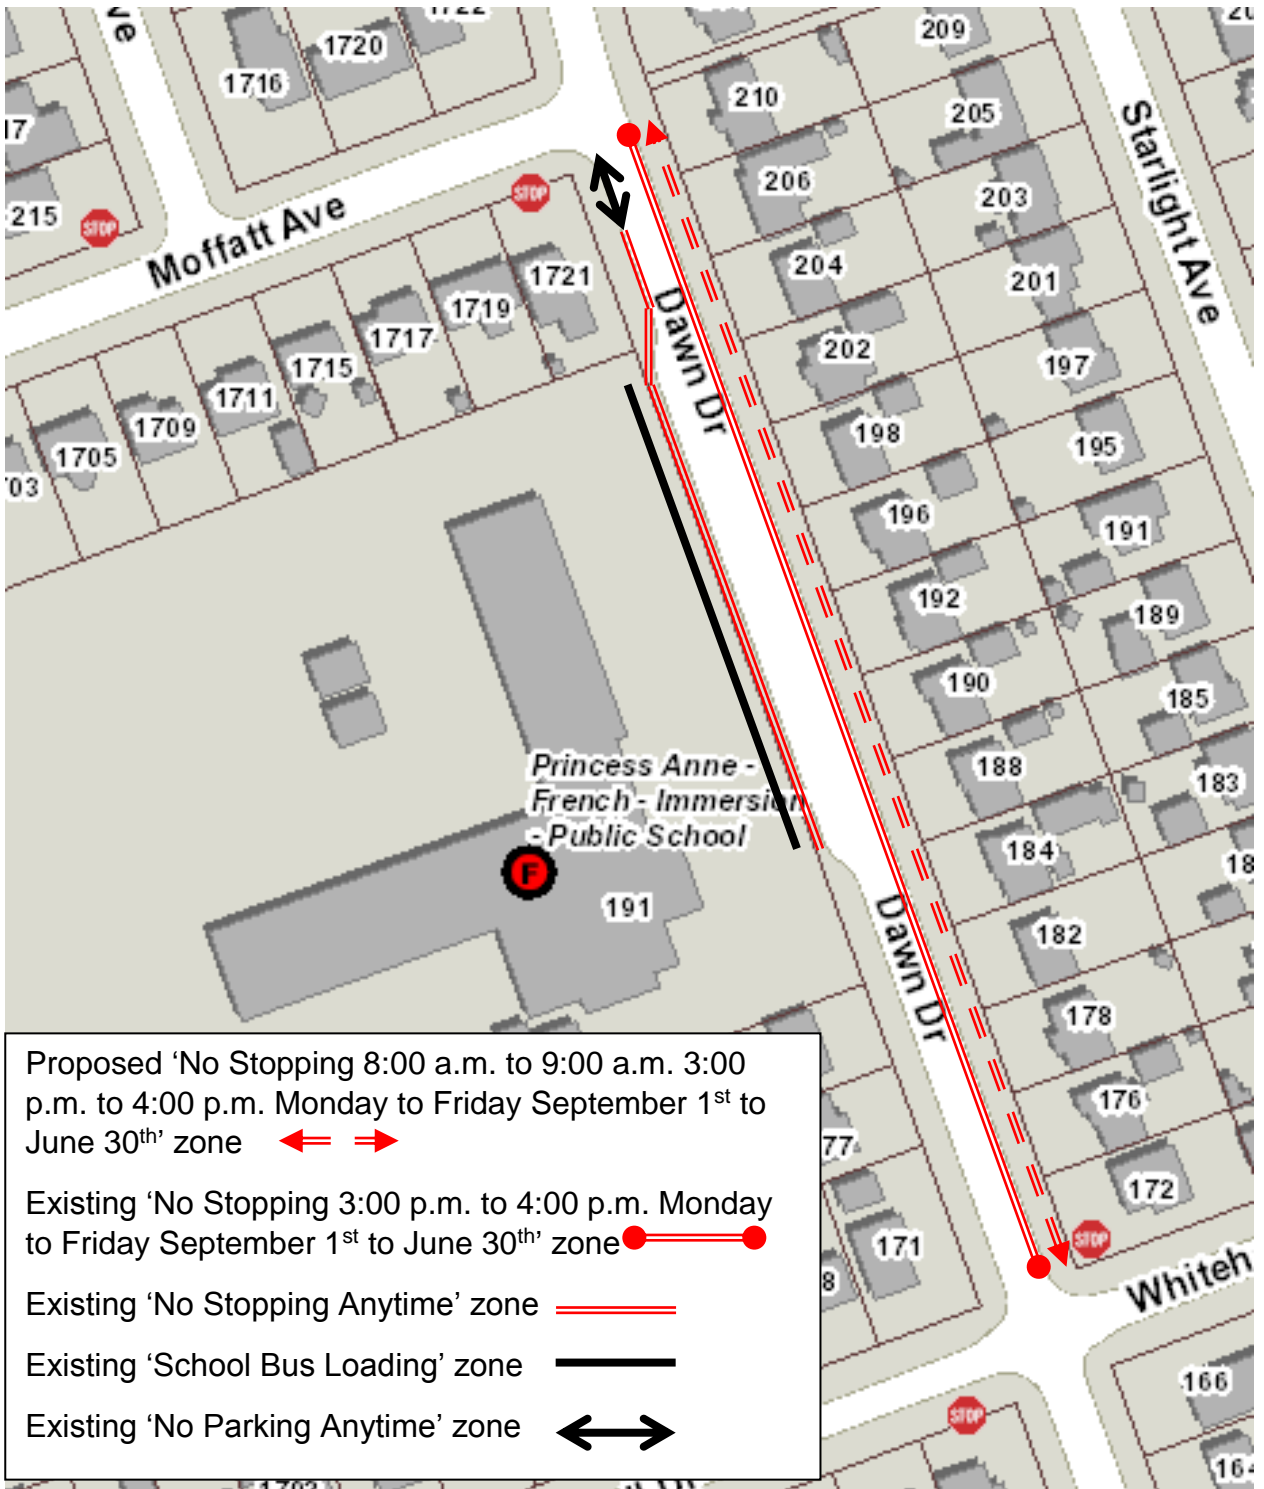 1722
1720
1716
209
210
205
17
206
203
215
STOP
STOP
Moffatt Ave
Starlight Ave
204
201
1721
1719
1717
1715
1711
1709
1705
Dawn Dr
202
197
198
195
196
191
192
189
190
185
188
183
184
182
178
176
172
Princess Anne -
French - Immersion
- Public School
F
191
Dawn Dr
STOP
171
STOP
166
Proposed ‘No Stopping 8:00 a.m. to 9:00 a.m. 3:00
p.m. to 4:00 p.m. Monday to Friday September 1st to
June 30th’ zone
Existing ‘No Stopping 3:00 p.m. to 4:00 p.m. Monday
to Friday September 1st to June 30th’ zone
Existing ‘No Stopping Anytime’ zone
Existing ‘School Bus Loading’ zone
Existing ‘No Parking Anytime’ zone